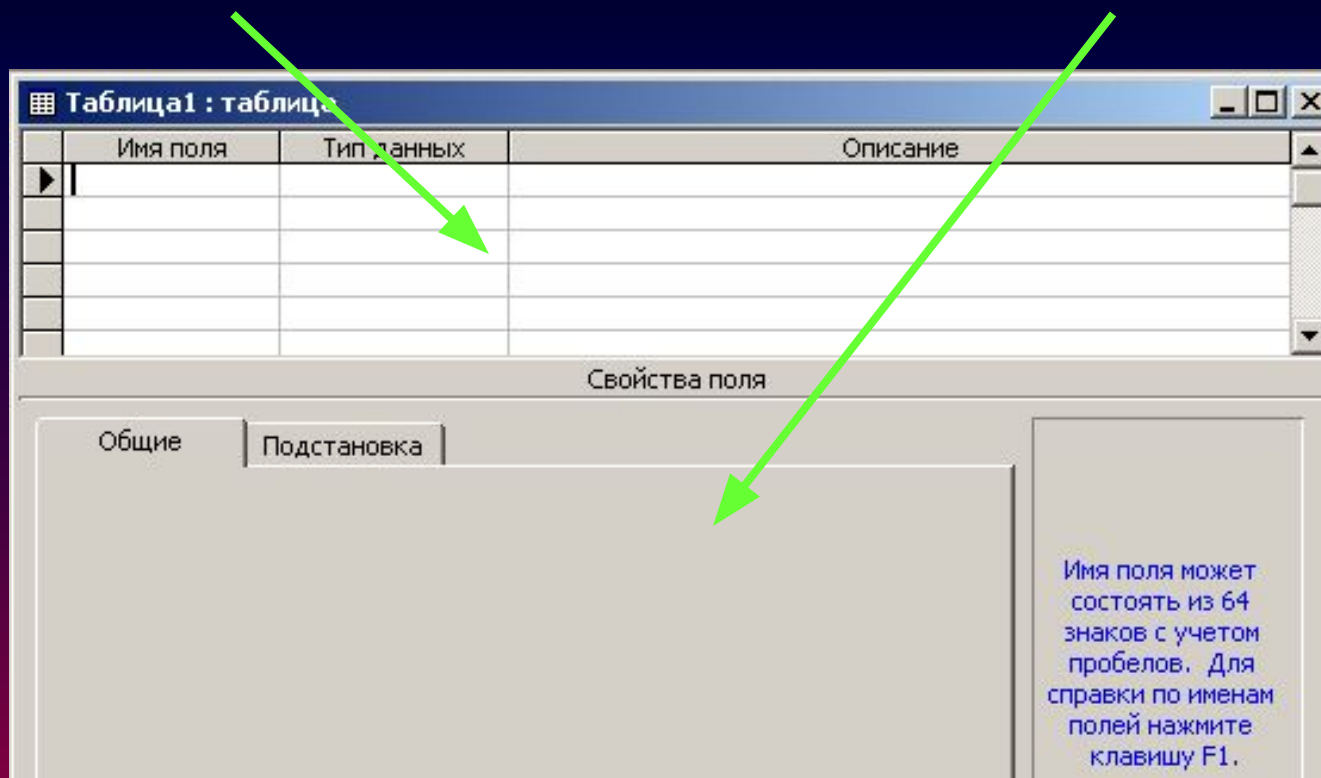 Таблица1 : таблица
Имя поля Тип данных Описание
Свойства поля
Общие Подстановка
Имя поля может
состоять из 64
знаков с учетом
пробелов. Для
справки по именам
полей нажмите
клавишу F1.